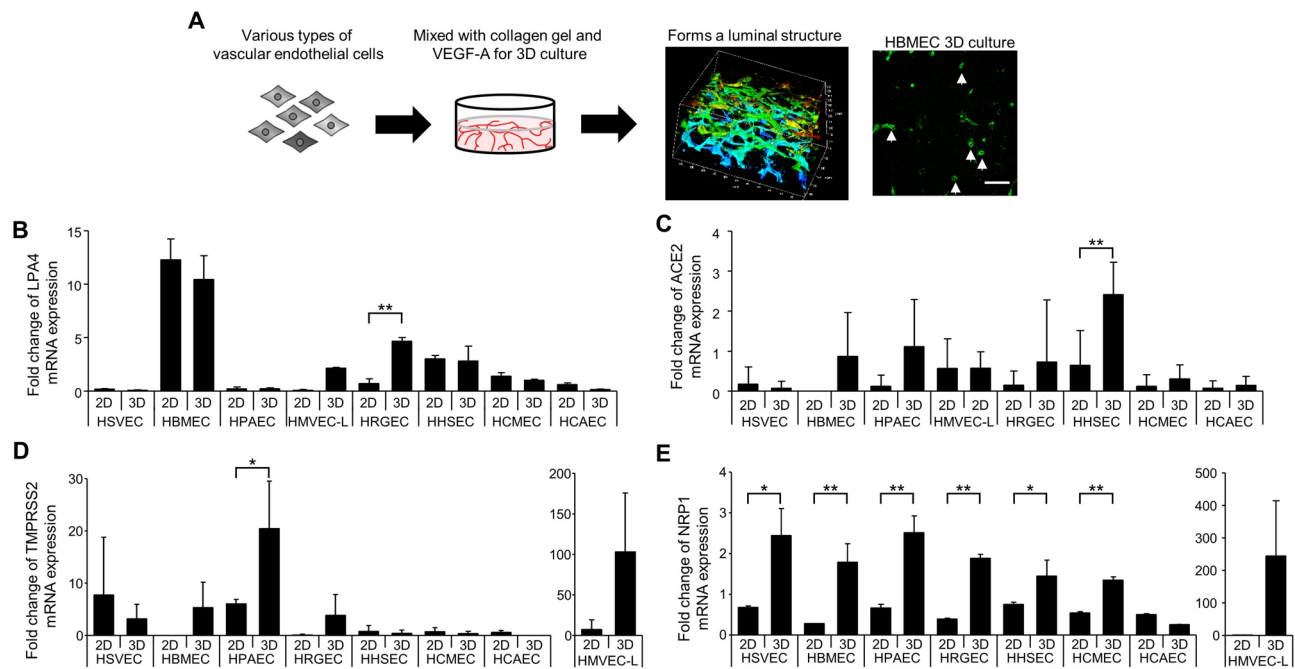 A
Various types of
vascular endothelial cells
Mixed with collagen gel and
VEGF-A for 3D culture
Forms a luminal structure
HBMEC 3D culture
B
Fold change of LPA4
mRNA expression
15
10
5
0
**
2D 3D 2D 3D 2D 3D 2D 3D 2D 3D 2D 3D 2D 3D 2D 3D
HSVEC HBMEC HPAEC HMVEC-L HRGEC HHSEC HCMEC HCAEC
C
Fold change of ACE2
mRNA expression
4
3
2
1
0
**
2D 3D 2D 3D 2D 3D 2D 2D 2D 3D 2D 3D 2D 3D 2D 3D
HSVEC HBMEC HPAEC HMVEC-L HRGEC HHSEC HCMEC HCAEC
D
Fold change of TMPRSS2
mRNA expression
30
20
10
0
*
2D 3D 2D 3D 2D 3D 2D 3D 2D 3D 2D 3D 2D 3D
HSVEC HBMEC HPAEC HRGEC HHSEC HCMEC HCAEC
200
150
100
50
0
2D 3D
HMVEC-L
E
Fold change of NRP1
mRNA expression
4
3
2
1
0
* ** ** ** * **
2D 3D 2D 3D 2D 3D 2D 3D 2D 3D 2D 3D 2D 3D
HSVEC HBMEC HPAEC HRGEC HHSEC HCMEC HCAEC
500
400
300
200
100
0
2D 3D
HMVEC-L